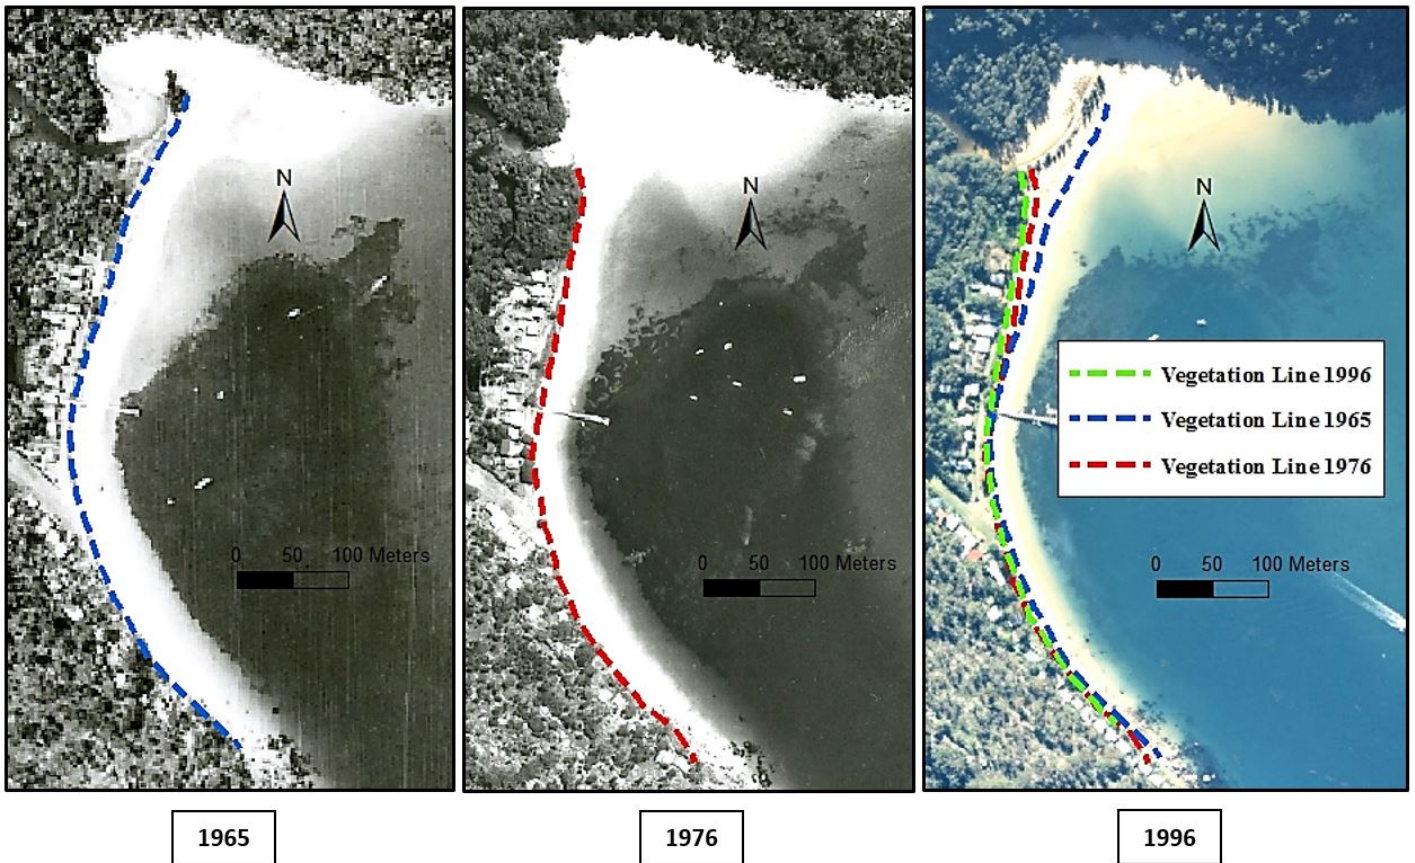 N
0 50 100 Meters
N
0 50 100 Meters
N
Vegetation Line 1996
Vegetation Line 1965
Vegetation Line 1976
0 50 100 Meters
1965
1976
1996